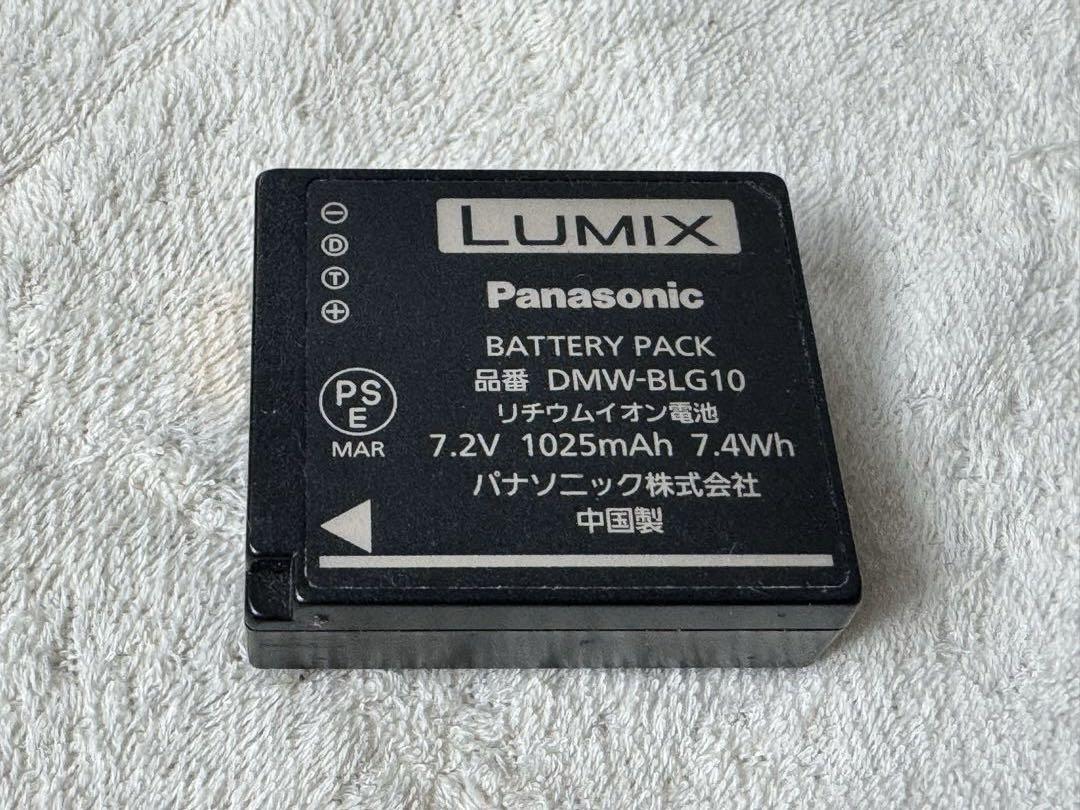 LUMIX
Panasonic
BATTERY PACK
品番 DMW-BLG10
リチウムイオン電池
7.2V 1025mAh 7.4Wh
パナソニック株式会社
中国製
⊖
Ⓓ
Ⓣ
⊕
PS
E
MAR